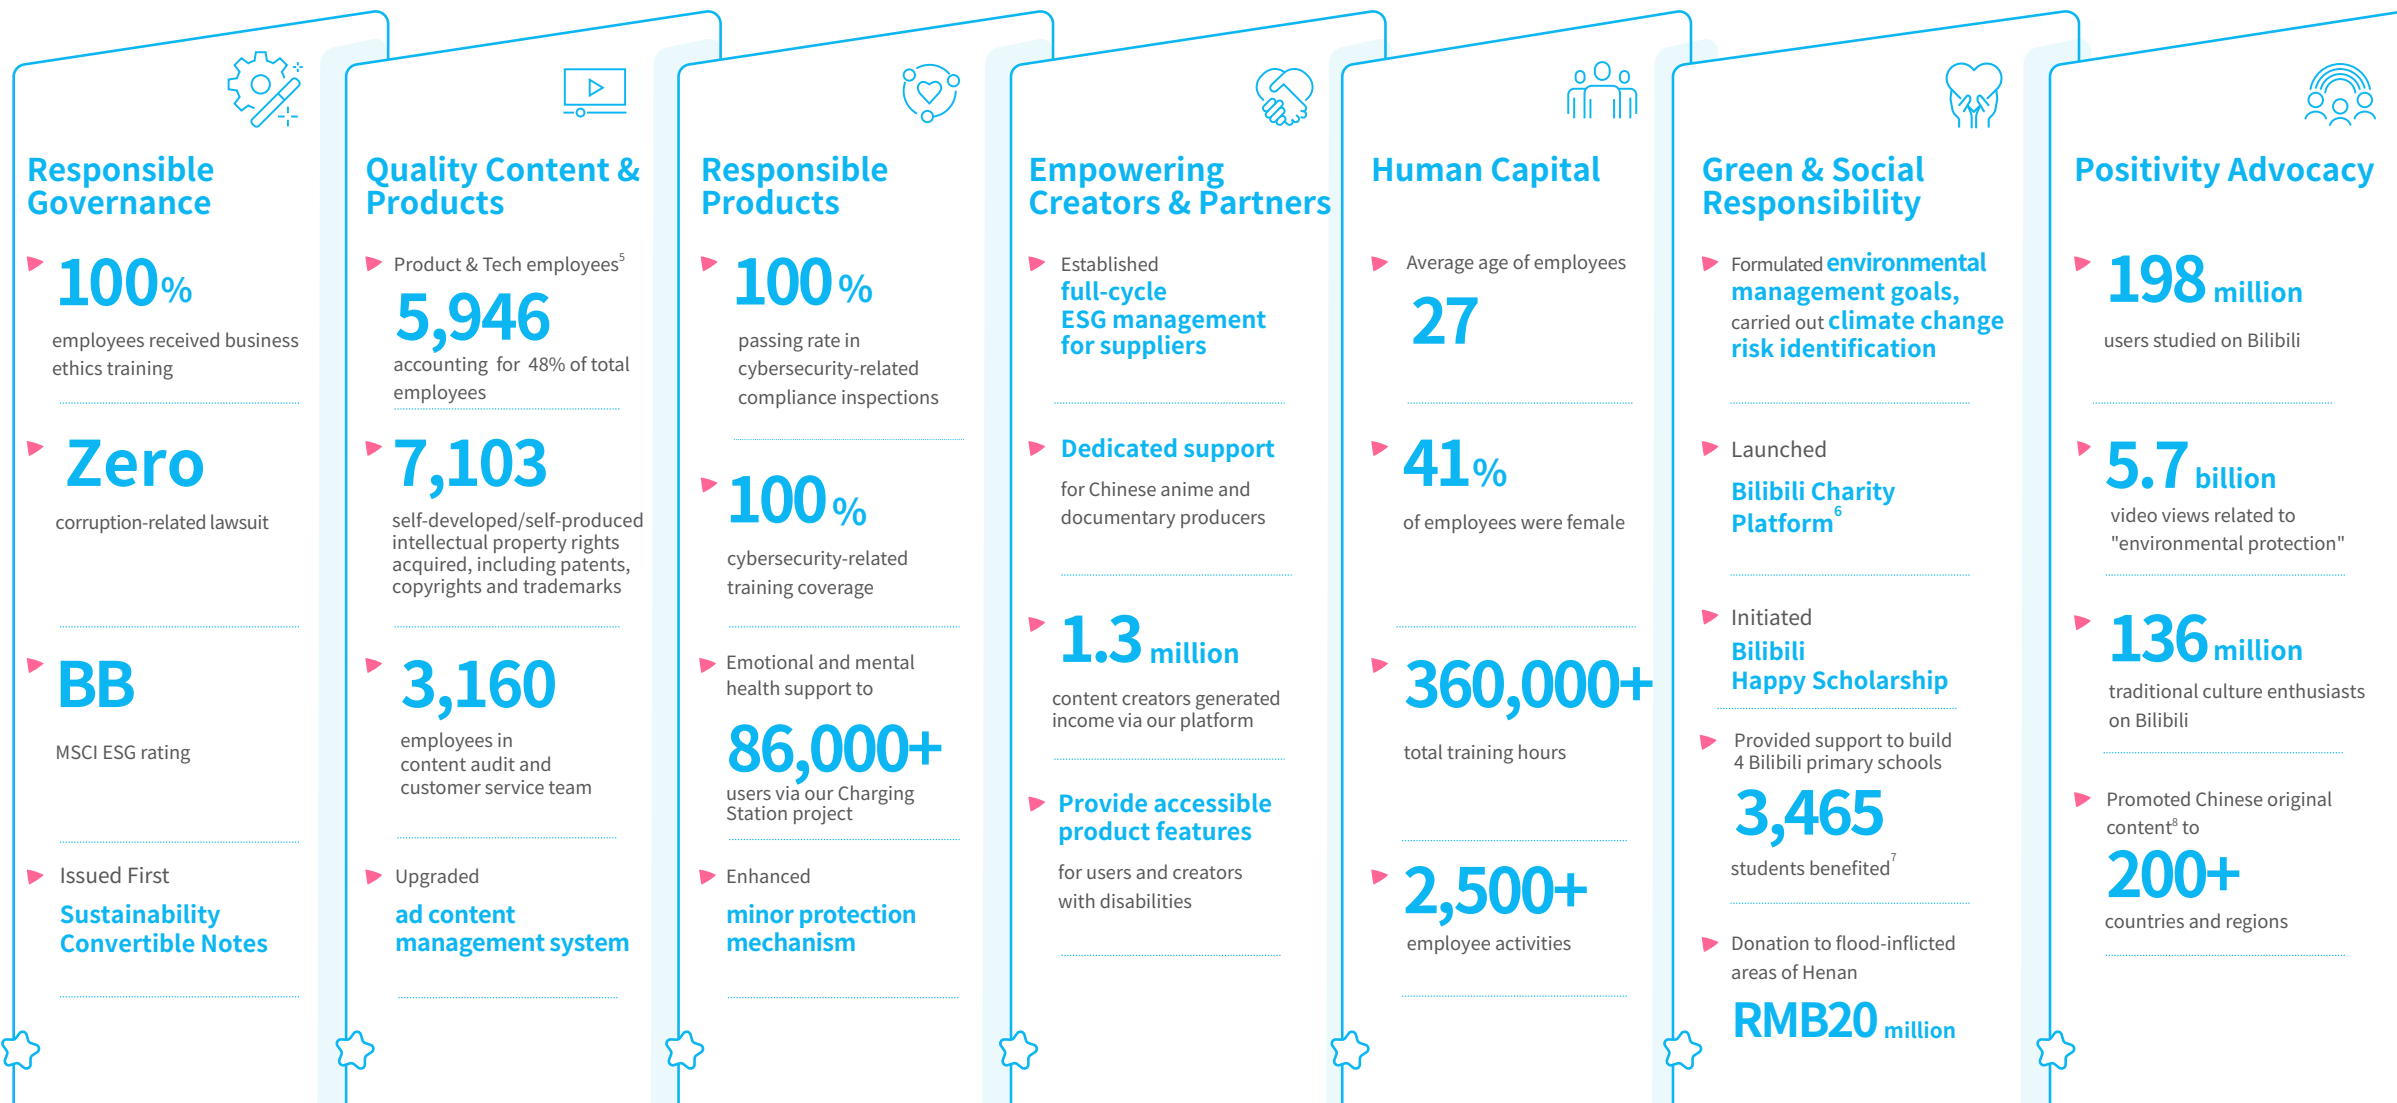 Responsible
Governance
100%
employees received business
ethics training
Zero
corruption-related lawsuit
BB
MSCI ESG rating
Issued First
Sustainability
Convertible Notes
Quality Content &
Products
Product & Tech employees5
5,946
accounting for 48% of total
employees
7,103
self-developed/self-produced
intellectual property rights
acquired, including patents,
copyrights and trademarks
3,160
employees in
content audit and
customer service team
Upgraded
ad content
management system
Responsible
Products
100%
passing rate in
cybersecurity-related
compliance inspections
100%
cybersecurity-related
training coverage
Emotional and mental
health support to
86,000+
users via our Charging
Station project
Enhanced
minor protection
mechanism
Empowering
Creators & Partners
Established
full-cycle
ESG management
for suppliers
Dedicated support
for Chinese anime and
documentary producers
1.3 million
content creators generated
income via our platform
Provide accessible
product features
for users and creators
with disabilities
Human Capital
Average age of employees
27
41%
of employees were female
360,000+
total training hours
2,500+
employee activities
Green & Social
Responsibility
Formulated environmental
management goals,
carried out climate change
risk identification
Launched
Bilibili Charity
Platform6
Initiated
Bilibili
Happy Scholarship
Provided support to build
4 Bilibili primary schools
3,465
students benefited7
Donation to flood-inflicted
areas of Henan
RMB20 million
Positivity Advocacy
198 million
users studied on Bilibili
5.7 billion
video views related to
"environmental protection"
136 million
traditional culture enthusiasts
on Bilibili
Promoted Chinese original
content8 to
200+
countries and regions